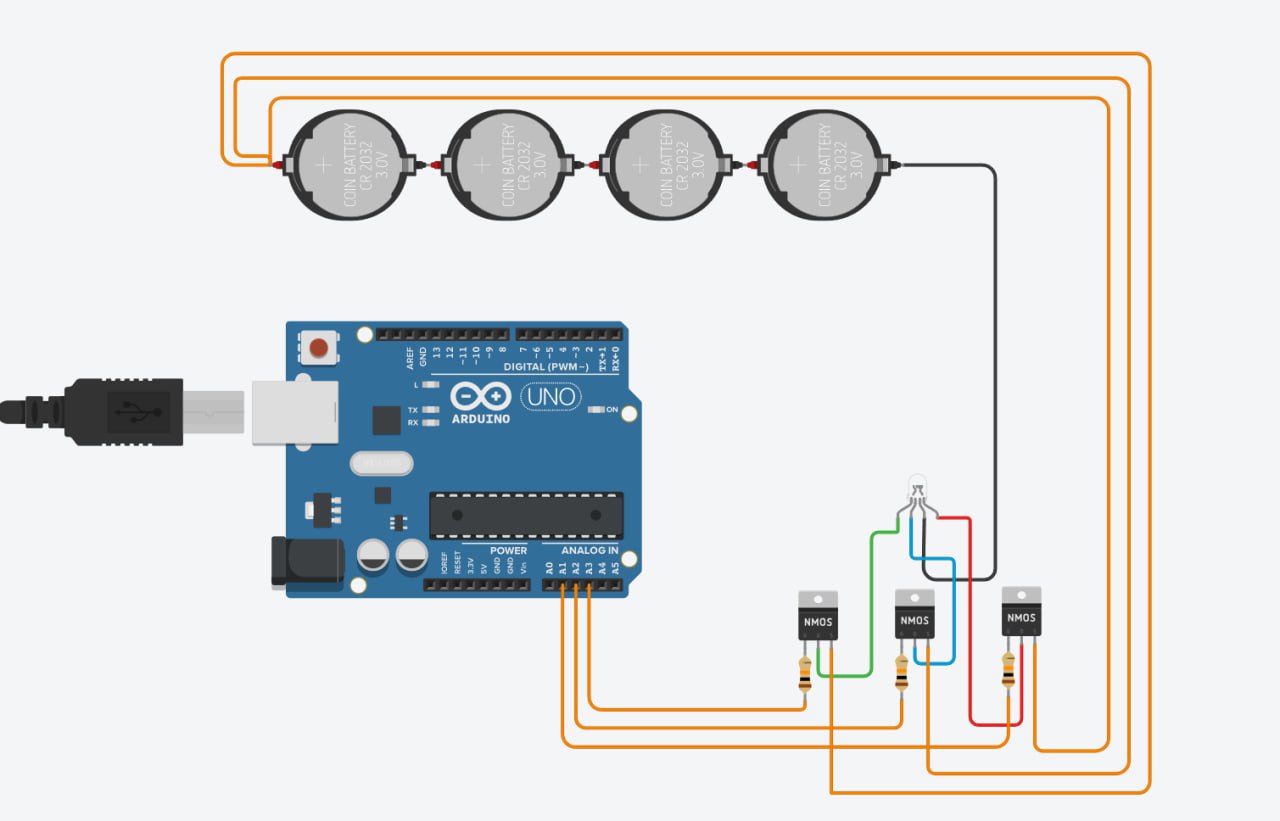 COIN BATTERY
CR 2032
3.0V
COIN BATTERY
CR 2032
3.0V
COIN BATTERY
CR 2032
3.0V
COIN BATTERY
CR 2032
3.0V
AREF
GND
13
12
~11
~10
~9
8
7
~6
~5
4
~3
2
TX→1
RX←0
DIGITAL (PWM~)
L
TX
RX
ARDUINO
UNO
ON
POWER
ANALOG IN
IOREF
RESET
3.3V
5V
GND
GND
Vin
A0
A1
A2
A3
A4
A5
NMOS
NMOS
NMOS